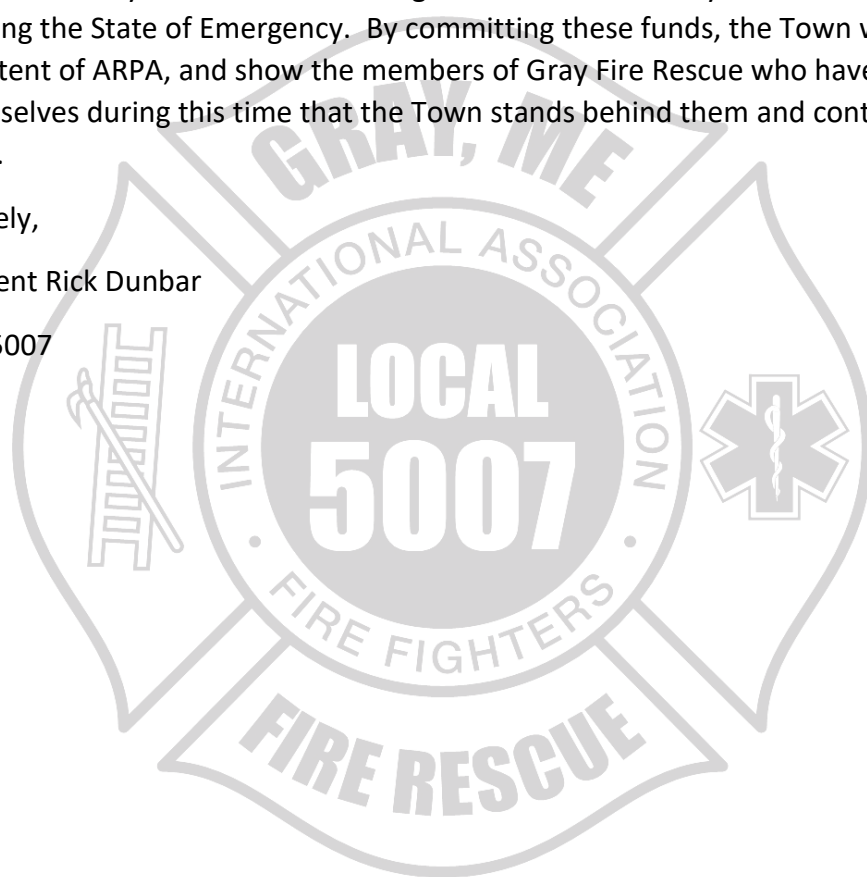 ing the State of Emergency. By committing these funds, the Town w
tent of ARPA, and show the members of Gray Fire Rescue who have
selves during this time that the Town stands behind them and cont
.
ely,
ent Rick Dunbar
5007
GRAY, ME
INTERNATIONAL ASSOCIATION
LOCAL
5007
FIRE FIGHTERS
FIRE RESCUE